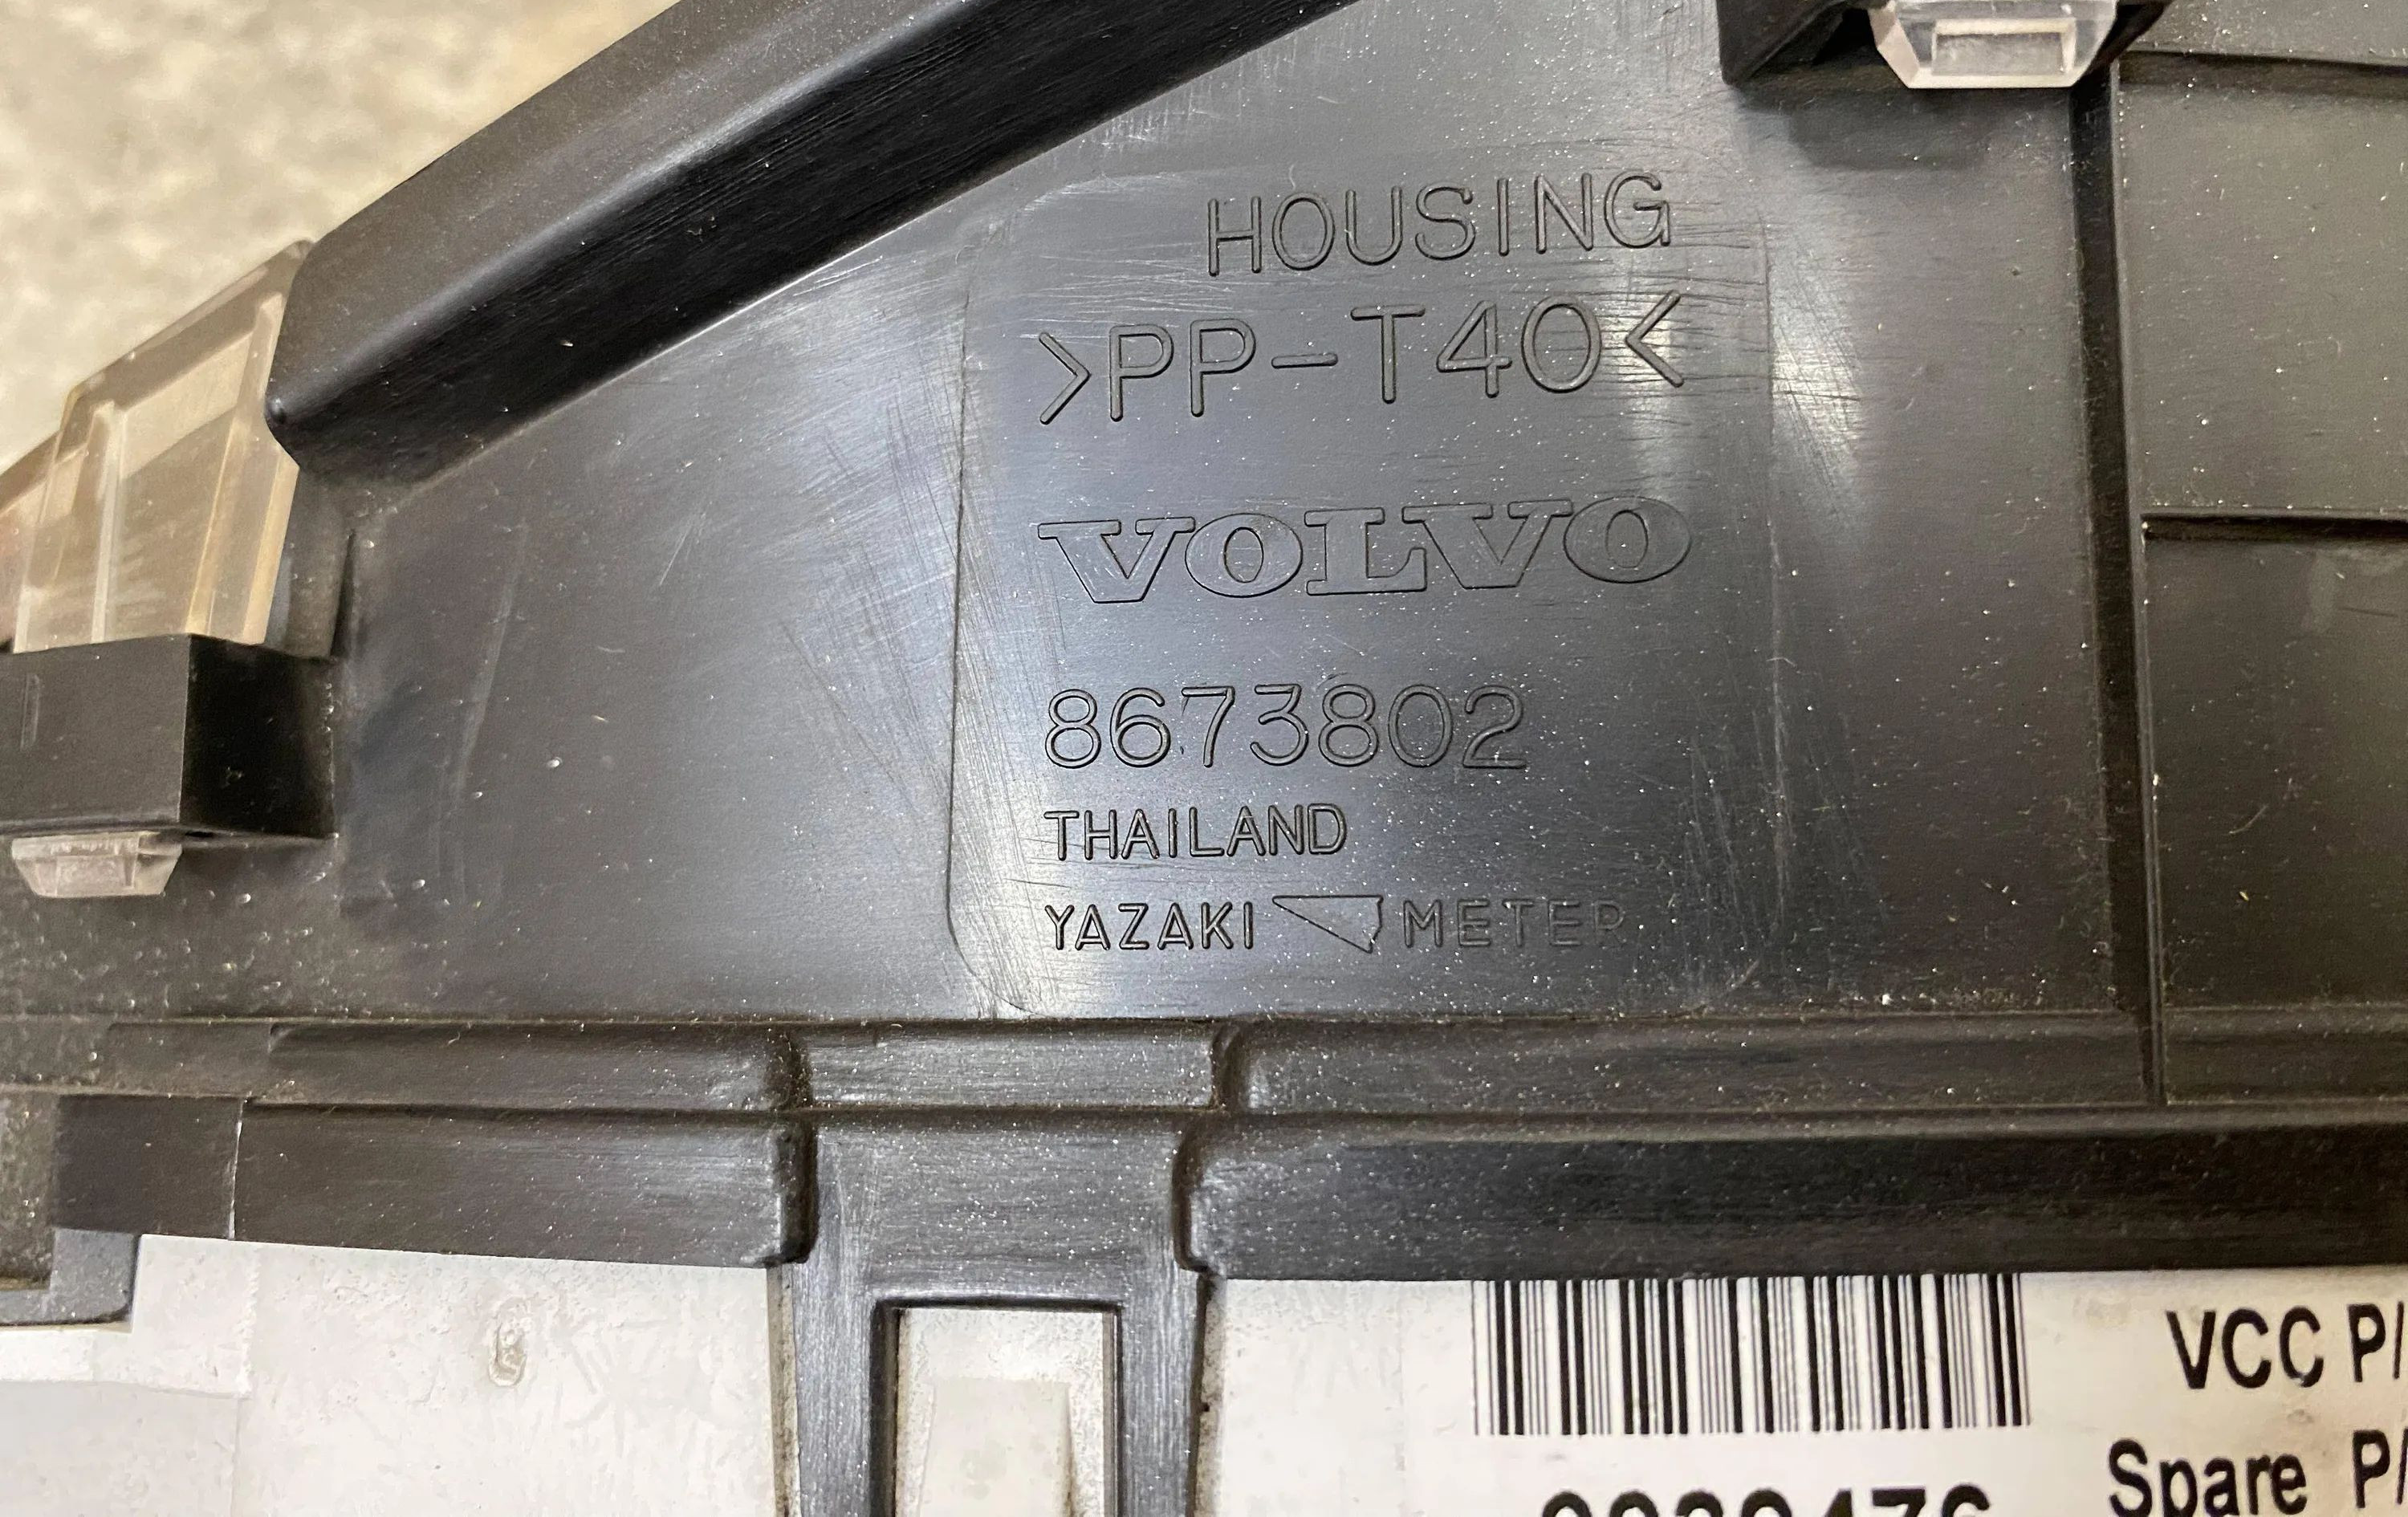 HOUSING
>PP-T40<
VOLVO
8673802
THAILAND
YAZAKI METER
VCC P/
Spare P/